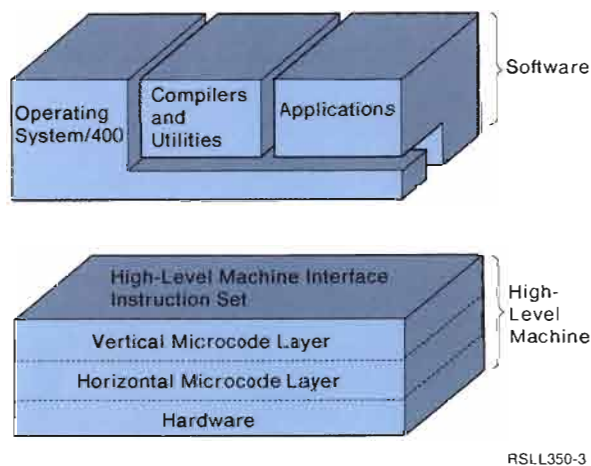 Operating
System/400
Compilers
and
Utilities
Applications
Software
High-Level Machine Interface
Instruction Set
Vertical Microcode Layer
Horizontal Microcode Layer
Hardware
High-
Level
Machine
RSLL350-3